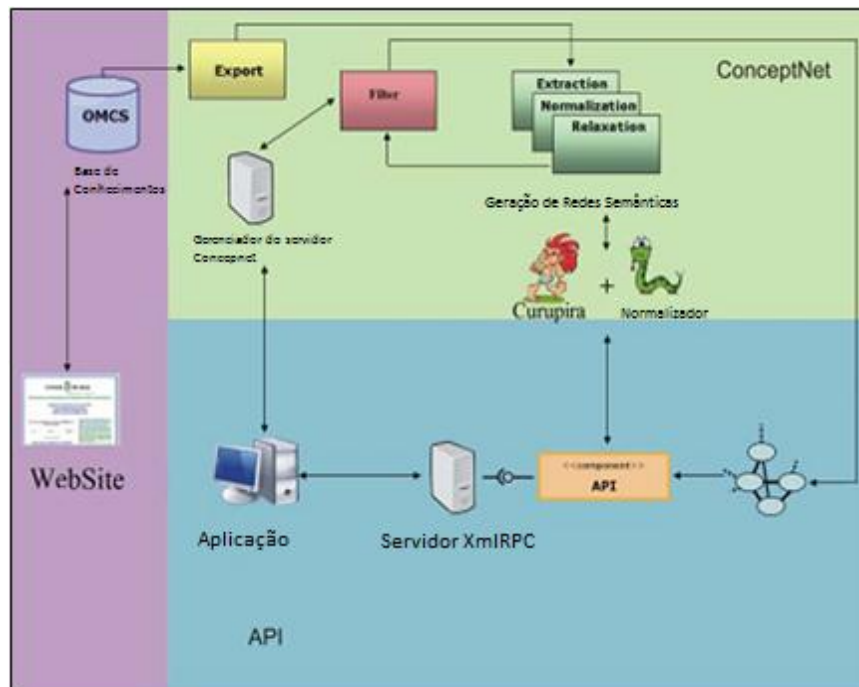 ConceptNet
Export
OMCS
Filter
Extraction
Normalization
Relaxation
Base de
Conhecimentos
Geração de Redes Semânticas
Gerenciador do servidor
Curupira
+
Normalizador
WebSite
<<component>>
API
Aplicação
Servidor XmlRPC
API